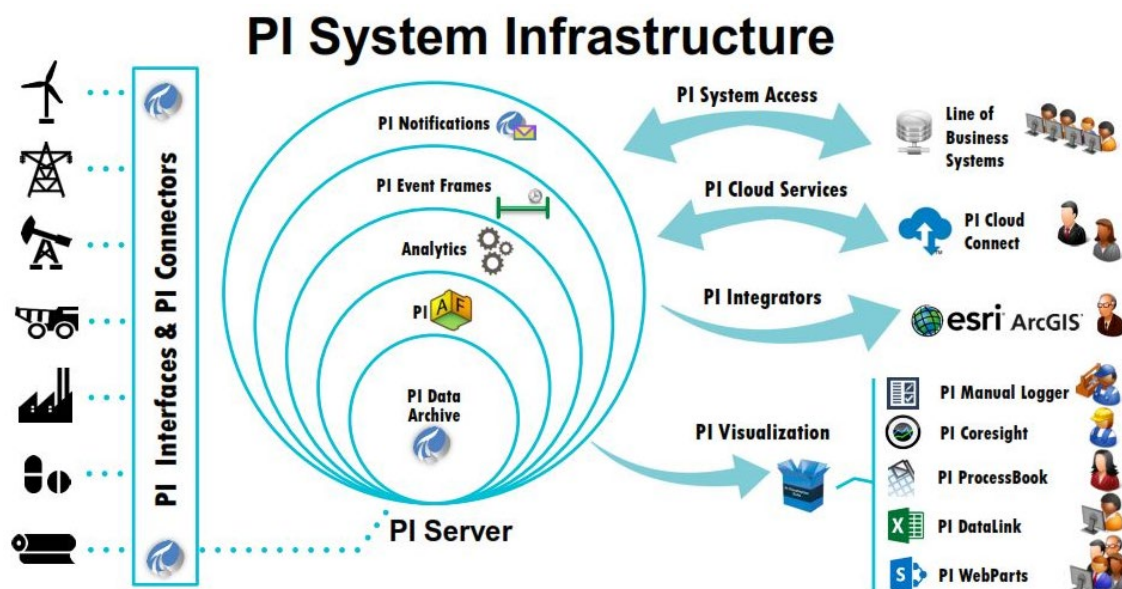 PI System Infrastructure
PI Interfaces & PI Connectors
PI Notifications
PI Event Frames
Analytics
PI AF
PI Data
Archive
PI Server
PI System Access
Line of
Business
Systems
PI Cloud Services
PI Cloud
Connect
PI Integrators
esri ArcGIS
PI Visualization
PI Manual Logger
PI Coresight
PI ProcessBook
X
PI DataLink
S
PI WebParts